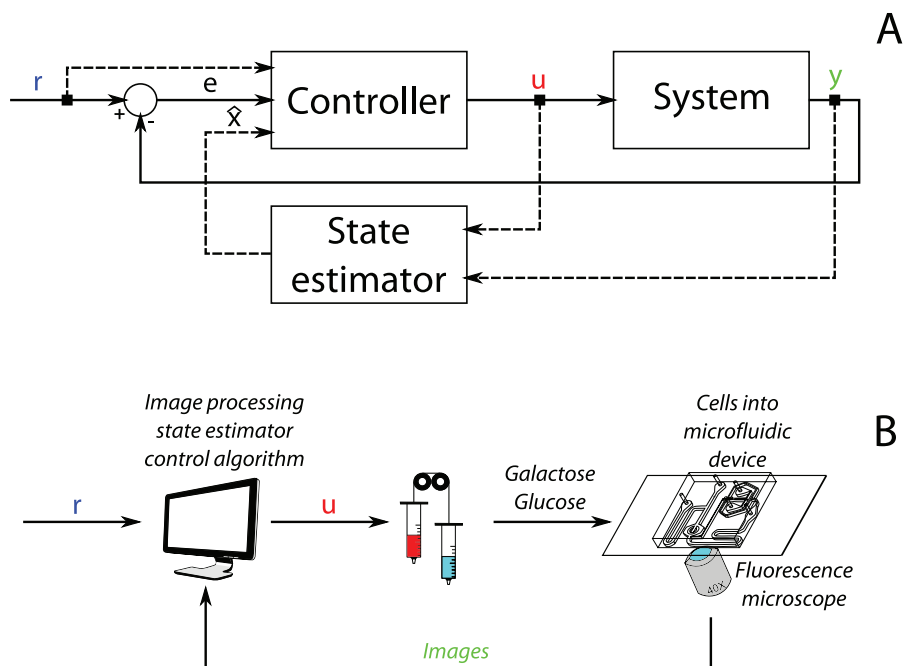 A
r
e
u
y
+
-
x̂
Controller
System
State
estimator
B
Image processing
state estimator
control algorithm
Cells into
microfluidic
device
r
u
Galactose
Glucose
40X
Fluorescence
microscope
Images